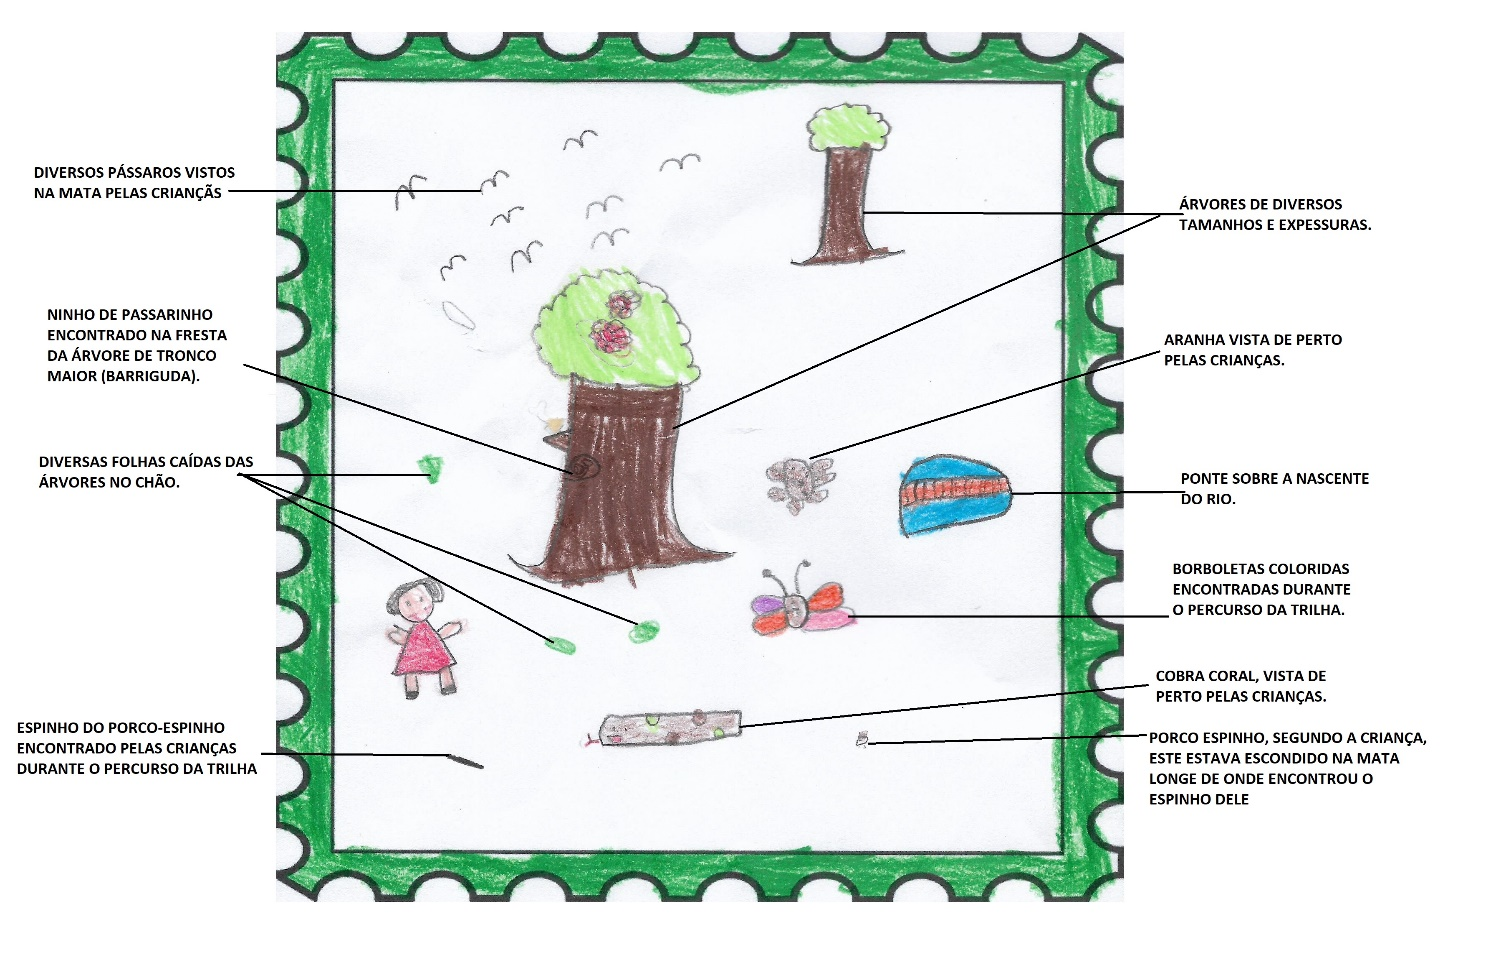 DIVERSOS PÁSSAROS VISTOS
NA MATA PELAS CRIANÇÃS
NINHO DE PASSARINHO
ENCONTRADO NA FRESTA
DA ÁRVORE DE TRONCO
MAIOR (BARRIGUDA).
DIVERSAS FOLHAS CAÍDAS DAS
ÁRVORES NO CHÃO.
ESPINHO DO PORCO-ESPINHO
ENCONTRADO PELAS CRIANÇAS
DURANTE O PERCURSO DA TRILHA
ÁRVORES DE DIVERSOS
TAMANHOS E EXPESSURAS.
ARANHA VISTA DE PERTO
PELAS CRIANÇAS.
PONTE SOBRE A NASCENTE
DO RIO.
BORBOLETAS COLORIDAS
ENCONTRADAS DURANTE
O PERCURSO DA TRILHA.
COBRA CORAL, VISTA DE
PERTO PELAS CRIANÇAS.
PORCO ESPINHO, SEGUNDO A CRIANÇA,
ESTE ESTAVA ESCONDIDO NA MATA
LONGE DE ONDE ENCONTROU O
ESPINHO DELE